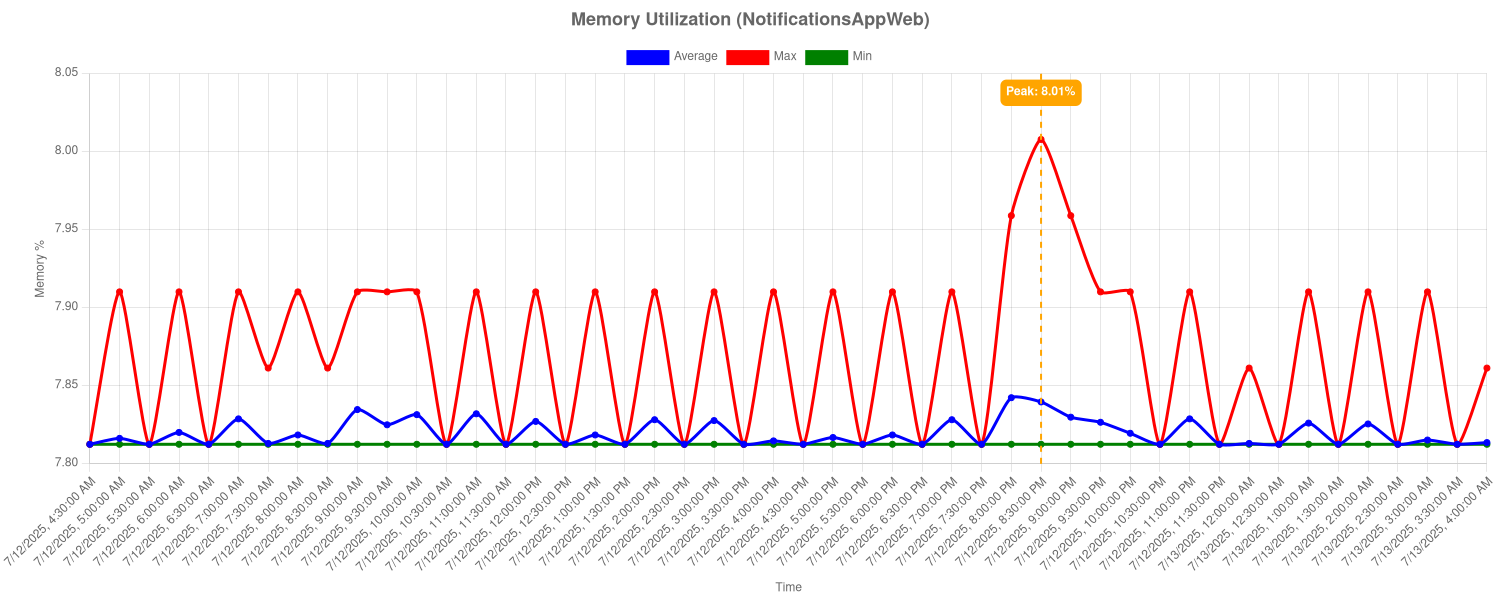 Memory Utilization (NotificationsAppWeb)
Average Max Min
Peak: 8.01%
8.05
8.00
7.95
7.90
7.85
7.80
Memory %
7/12/2025, 4:30:00 AM
7/12/2025, 5:00:00 AM
7/12/2025, 5:30:00 AM
7/12/2025, 6:00:00 AM
7/12/2025, 6:30:00 AM
7/12/2025, 7:00:00 AM
7/12/2025, 7:30:00 AM
7/12/2025, 8:00:00 AM
7/12/2025, 8:30:00 AM
7/12/2025, 9:00:00 AM
7/12/2025, 9:30:00 AM
7/12/2025, 10:00:00 AM
7/12/2025, 10:30:00 AM
7/12/2025, 11:00:00 AM
7/12/2025, 11:30:00 AM
7/12/2025, 12:00:00 PM
7/12/2025, 12:30:00 PM
7/12/2025, 1:00:00 PM
7/12/2025, 1:30:00 PM
7/12/2025, 2:00:00 PM
7/12/2025, 2:30:00 PM
7/12/2025, 3:00:00 PM
7/12/2025, 3:30:00 PM
7/12/2025, 4:00:00 PM
7/12/2025, 4:30:00 PM
7/12/2025, 5:00:00 PM
7/12/2025, 5:30:00 PM
7/12/2025, 6:00:00 PM
7/12/2025, 6:30:00 PM
7/12/2025, 7:00:00 PM
7/12/2025, 7:30:00 PM
7/12/2025, 8:00:00 PM
7/12/2025, 8:30:00 PM
7/12/2025, 9:00:00 PM
7/12/2025, 9:30:00 PM
7/12/2025, 10:00:00 PM
7/12/2025, 10:30:00 PM
7/12/2025, 11:00:00 PM
7/12/2025, 11:30:00 PM
7/13/2025, 12:00:00 AM
7/13/2025, 12:30:00 AM
7/13/2025, 1:00:00 AM
7/13/2025, 1:30:00 AM
7/13/2025, 2:00:00 AM
7/13/2025, 2:30:00 AM
7/13/2025, 3:00:00 AM
7/13/2025, 3:30:00 AM
7/13/2025, 4:00:00 AM
Time